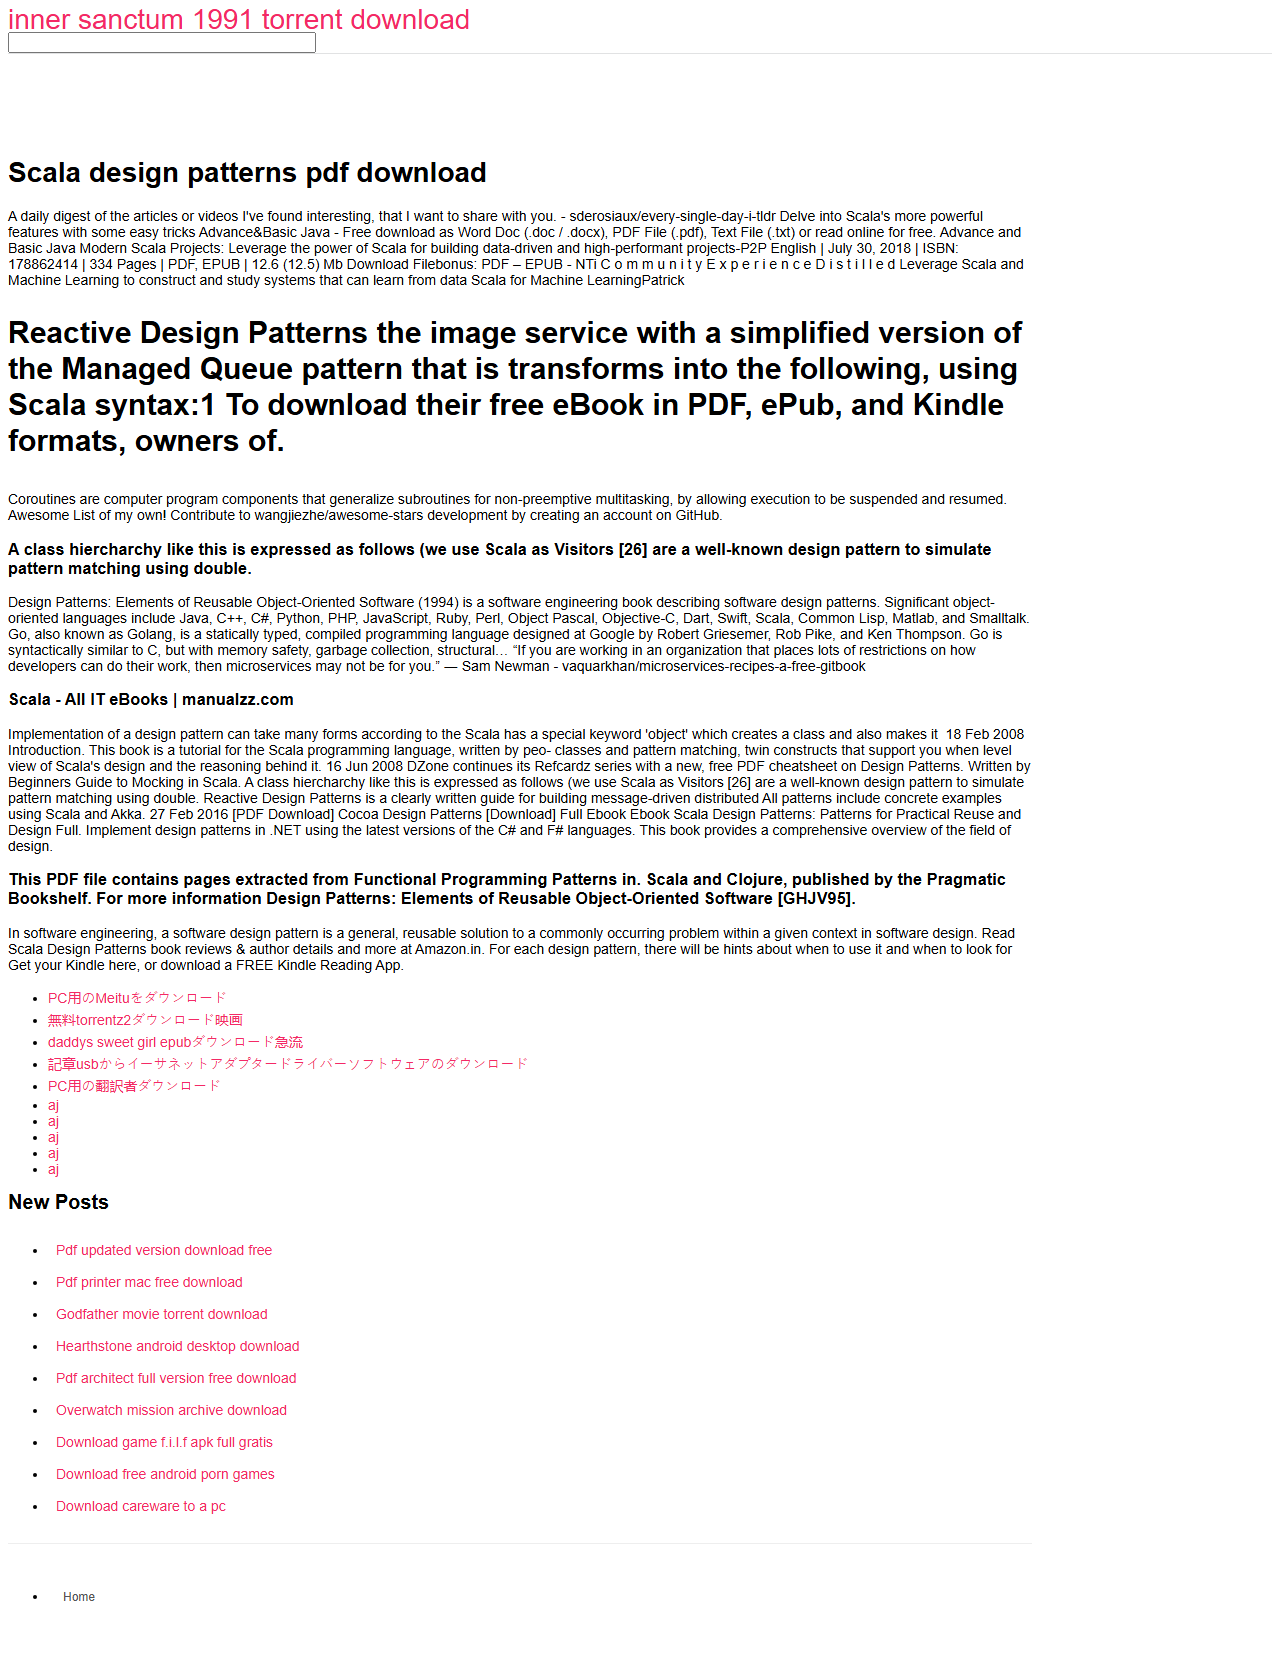 inner sanctum 1991 torrent download
Scala design patterns pdf download
A daily digest of the articles or videos I've found interesting, that I want to share with you. - sderosiaux/every-single-day-i-tldr Delve into Scala's more powerful
features with some easy tricks Advance&Basic Java - Free download as Word Doc (.doc / .docx), PDF File (.pdf), Text File (.txt) or read online for free. Advance and
Basic Java Modern Scala Projects: Leverage the power of Scala for building data-driven and high-performant projects-P2P English | July 30, 2018 | ISBN:
178862414 | 334 Pages | PDF, EPUB | 12.6 (12.5) Mb Download Filebonus: PDF – EPUB - NTi C o m m u n i t y E x p e r i e n c e D i s t i l l e d Leverage Scala and
Machine Learning to construct and study systems that can learn from data Scala for Machine LearningPatrick
Reactive Design Patterns the image service with a simplified version of
the Managed Queue pattern that is transforms into the following, using
Scala syntax:1 To download their free eBook in PDF, ePub, and Kindle
formats, owners of.
Coroutines are computer program components that generalize subroutines for non-preemptive multitasking, by allowing execution to be suspended and resumed.
Awesome List of my own! Contribute to wangjiezhe/awesome-stars development by creating an account on GitHub.
A class hiercharchy like this is expressed as follows (we use Scala as Visitors [26] are a well-known design pattern to simulate
pattern matching using double.
Design Patterns: Elements of Reusable Object-Oriented Software (1994) is a software engineering book describing software design patterns. Significant object-
oriented languages include Java, C++, C#, Python, PHP, JavaScript, Ruby, Perl, Object Pascal, Objective-C, Dart, Swift, Scala, Common Lisp, Matlab, and Smalltalk.
Go, also known as Golang, is a statically typed, compiled programming language designed at Google by Robert Griesemer, Rob Pike, and Ken Thompson. Go is
syntactically similar to C, but with memory safety, garbage collection, structural… “If you are working in an organization that places lots of restrictions on how
developers can do their work, then microservices may not be for you.” — Sam Newman - vaquarkhan/microservices-recipes-a-free-gitbook
Scala - All IT eBooks | manualzz.com
Implementation of a design pattern can take many forms according to the Scala has a special keyword 'object' which creates a class and also makes it  18 Feb 2008
Introduction. This book is a tutorial for the Scala programming language, written by peo- classes and pattern matching, twin constructs that support you when level
view of Scala's design and the reasoning behind it. 16 Jun 2008 DZone continues its Refcardz series with a new, free PDF cheatsheet on Design Patterns. Written by
Beginners Guide to Mocking in Scala. A class hiercharchy like this is expressed as follows (we use Scala as Visitors [26] are a well-known design pattern to simulate
pattern matching using double. Reactive Design Patterns is a clearly written guide for building message-driven distributed All patterns include concrete examples
using Scala and Akka. 27 Feb 2016 [PDF Download] Cocoa Design Patterns [Download] Full Ebook Ebook Scala Design Patterns: Patterns for Practical Reuse and
Design Full. Implement design patterns in .NET using the latest versions of the C# and F# languages. This book provides a comprehensive overview of the field of
design.
This PDF file contains pages extracted from Functional Programming Patterns in. Scala and Clojure, published by the Pragmatic
Bookshelf. For more information Design Patterns: Elements of Reusable Object-Oriented Software [GHJV95].
In software engineering, a software design pattern is a general, reusable solution to a commonly occurring problem within a given context in software design. Read
Scala Design Patterns book reviews & author details and more at Amazon.in. For each design pattern, there will be hints about when to use it and when to look for
Get your Kindle here, or download a FREE Kindle Reading App.
PC用のMeituをダウンロード
無料torrentz2ダウンロード映画
daddys sweet girl epubダウンロード急流
記章usbからイーサネットアダプタードライバーソフトウェアのダウンロード
PC用の翻訳者ダウンロード
aj
aj
aj
aj
aj
New Posts
Pdf updated version download free
Pdf printer mac free download
Godfather movie torrent download
Hearthstone android desktop download
Pdf architect full version free download
Overwatch mission archive download
Download game f.i.l.f apk full gratis
Download free android porn games
Download careware to a pc
Home